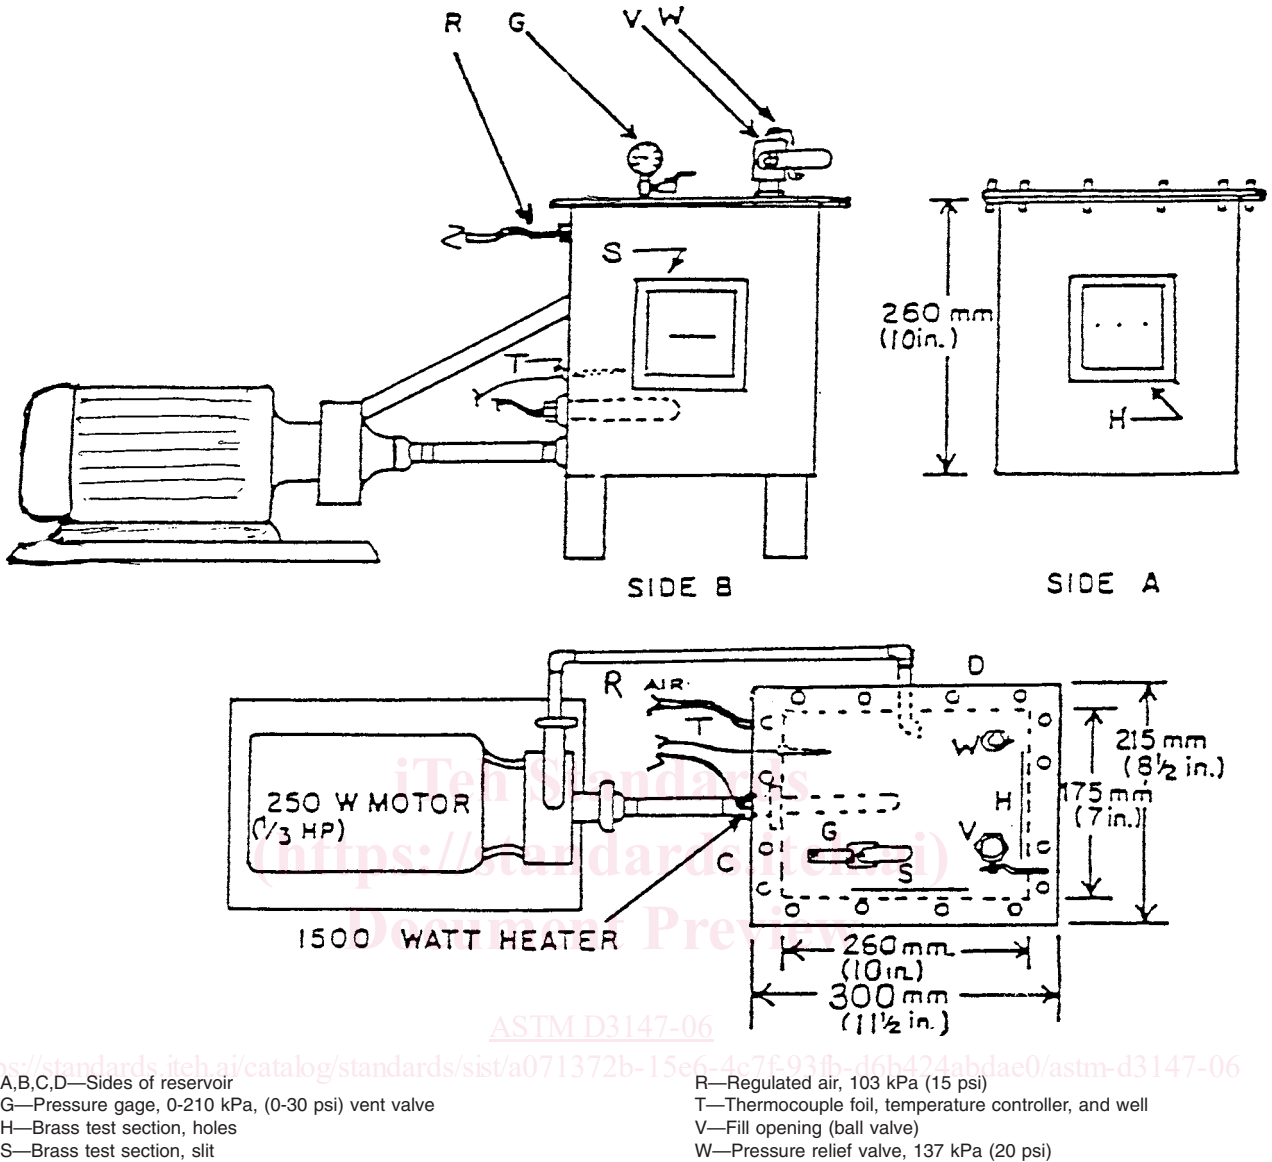 R G V W
S
T
260 mm
(10in.)
H
SIDE B
SIDE A
D
R AIR
T
W
215 mm
(8½ in.)
H
175 mm
(7 in.)
250 W MOTOR
(1/3 HP)
G
V
C
S
1500 WATT HEATER
260 mm
(10 in.)
300 mm
(11½ in.)
iTeh Standards
(https://standards.iteh.ai)
Document Preview
ASTM D3147-06
ps://standards.iteh.ai/catalog/standards/sist/a071372b-15e6-4c7f-93fb-d6b424abdae0/astm-d3147-06
A,B,C,D—Sides of reservoir
G—Pressure gage, 0-210 kPa, (0-30 psi) vent valve
H—Brass test section, holes
S—Brass test section, slit
R—Regulated air, 103 kPa (15 psi)
T—Thermocouple foil, temperature controller, and well
V—Fill opening (ball valve)
W—Pressure relief valve, 137 kPa (20 psi)